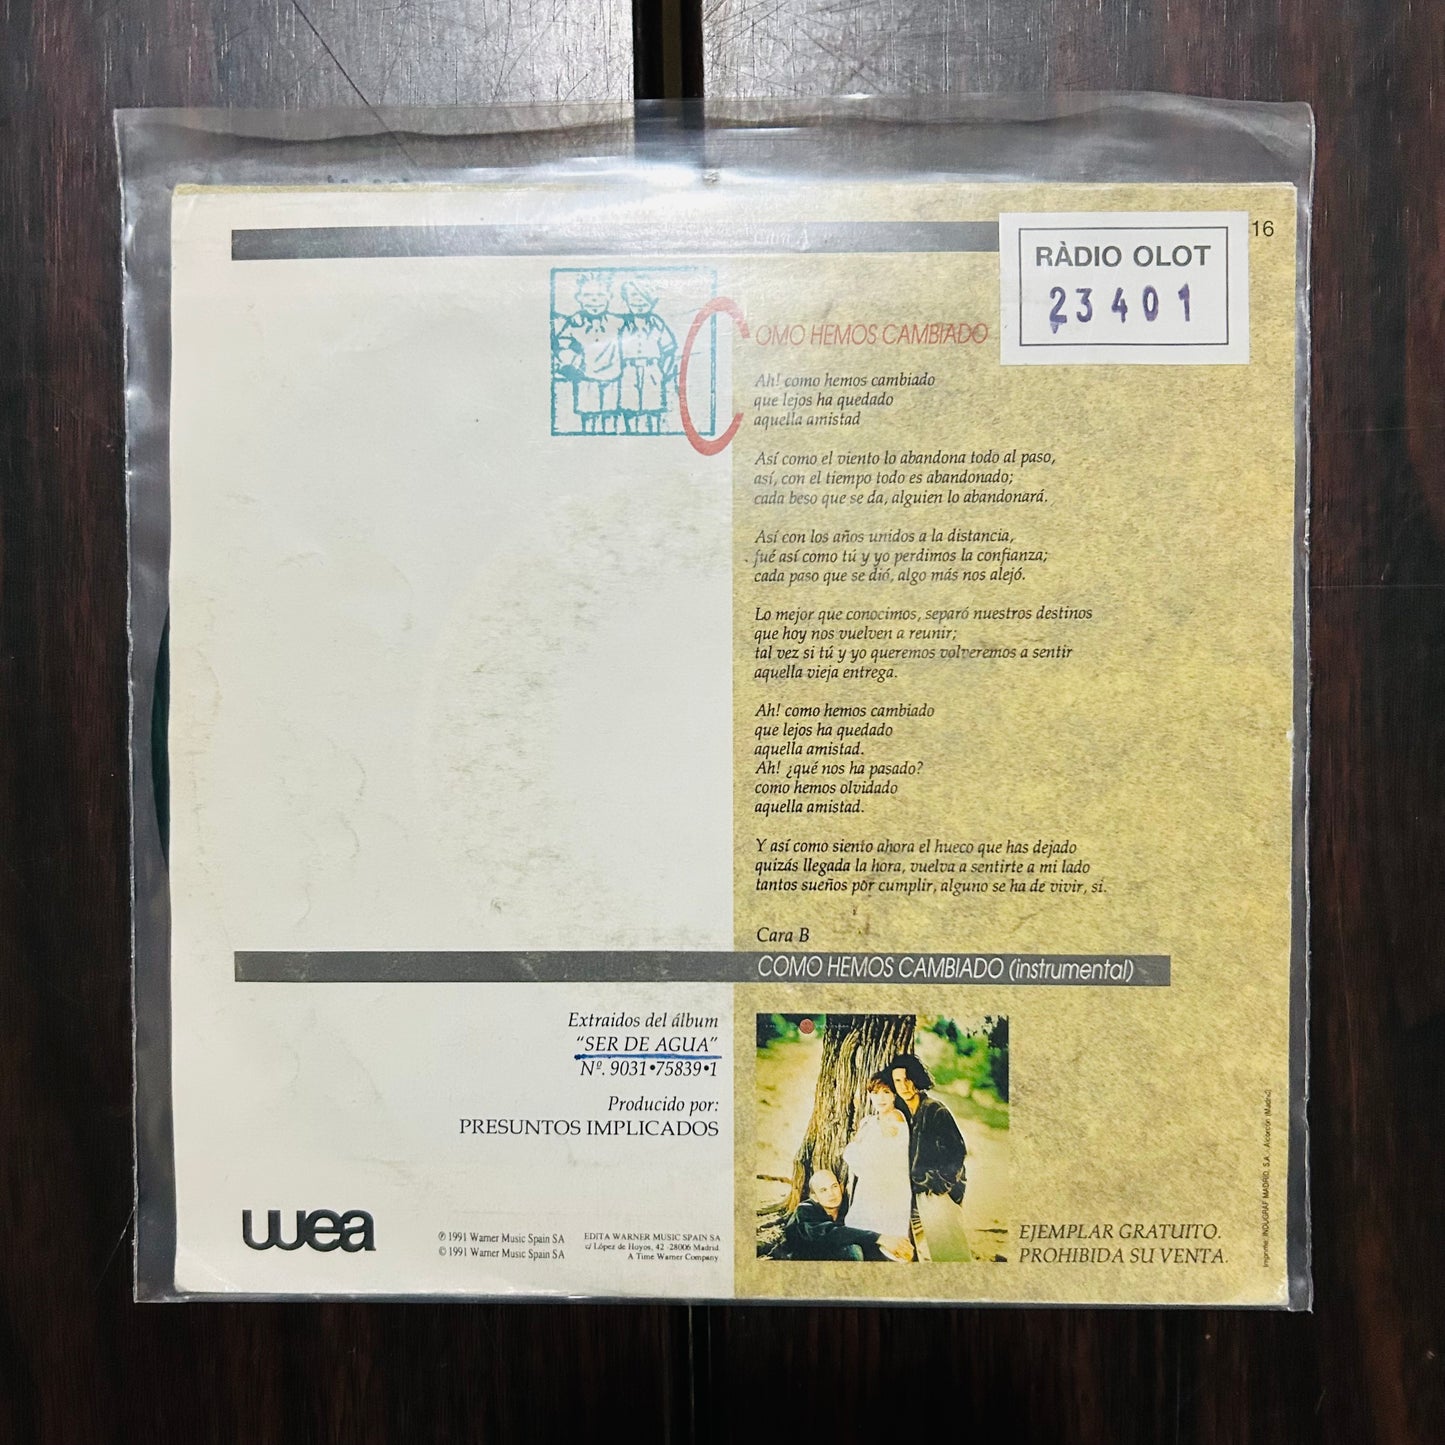 Cara A
16
RÀDIO OLOT
23401
COMO HEMOS CAMBIADO
Ah! como hemos cambiado
que lejos ha quedado
aquella amistad
Así como el viento lo abandona todo al paso,
así, con el tiempo todo es abandonado;
cada beso que se da, alguien lo abandonará.
Así con los años unidos a la distancia,
fué así como tú y yo perdimos la confianza;
cada paso que se dió, algo más nos alejó.
Lo mejor que conocimos, separó nuestros destinos
que hoy nos vuelven a reunir;
tal vez si tú y yo queremos volveremos a sentir
aquella vieja entrega.
Ah! como hemos cambiado
que lejos ha quedado
aquella amistad.
Ah! ¿qué nos ha pasado?
como hemos olvidado
aquella amistad.
Y así como siento ahora el hueco que has dejado
quizás llegada la hora, vuelva a sentirte a mi lado
tantos sueños por cumplir, alguno se ha de vivir, sí.
Cara B
COMO HEMOS CAMBIADO (instrumental)
Extraidos del álbum
"SER DE AGUA"
Nº. 9031•75839•1
Producido por:
PRESUNTOS IMPLICADOS
wea
℗ 1991 Warner Music Spain SA
© 1991 Warner Music Spain SA
EDITA WARNER MUSIC SPAIN SA
c/ López de Hoyos, 42 -28006 Madrid
A Time Warner Company
EJEMPLAR GRATUITO.
PROHIBIDA SU VENTA.
Imprime: INDUGRAF MADRID, S.A. - Alcorcón (Madrid)